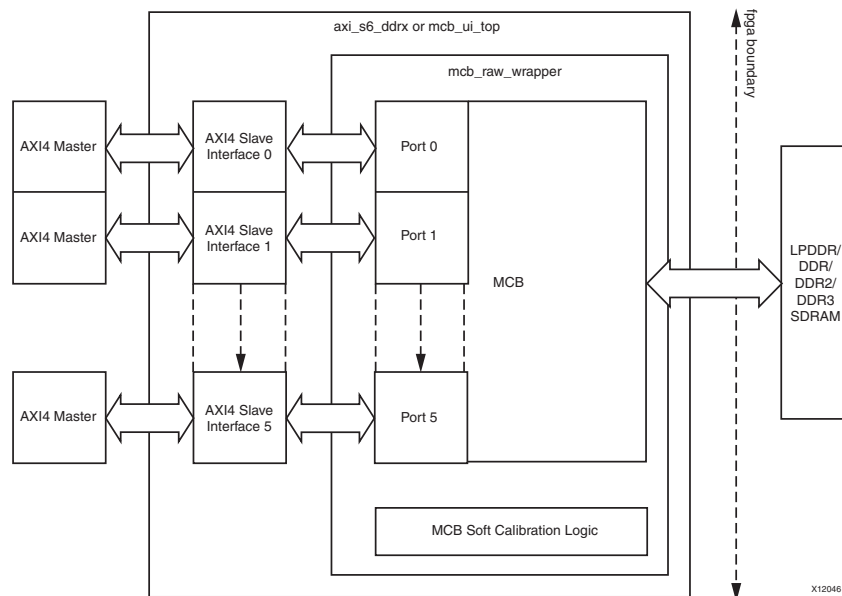 axi_s6_ddrx or mcb_ui_top
fpga boundary
mcb_raw_wrapper
AXI4 Master
AXI4 Slave
Interface 0
Port 0
AXI4 Master
AXI4 Slave
Interface 1
Port 1
MCB
LPDDR/
DDR/
DDR2/
DDR3
SDRAM
AXI4 Master
AXI4 Slave
Interface 5
Port 5
MCB Soft Calibration Logic
X12046